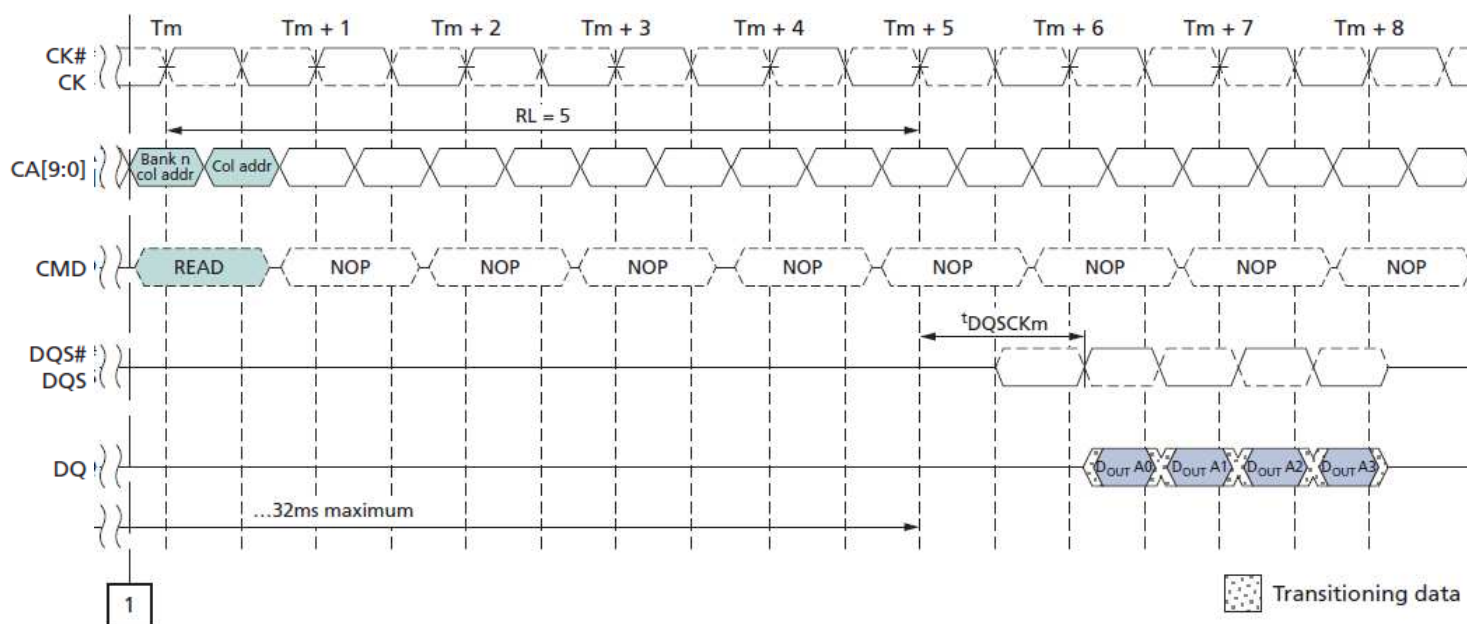 Tm Tm + 1 Tm + 2 Tm + 3 Tm + 4 Tm + 5 Tm + 6 Tm + 7 Tm + 8
CK#
CK
RL = 5
CA[9:0] Bank n col addr Col addr
CMD READ NOP NOP NOP NOP NOP NOP NOP NOP
tDQSCKm
DQS#
DQS
DQ DOUT A0 DOUT A1 DOUT A2 DOUT A3
...32ms maximum
1
Transitioning data